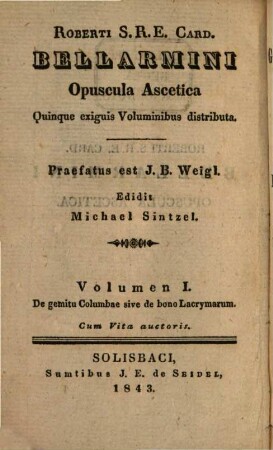 Roberti S.R.E. Card.
BELLARMINI
Opuscula Ascetica
Quinque exiguis Voluminibus distributa.
Praefatus est J. B. Weigl.
Edidit
Michael Sintzel.
Volumen I.
De gemitu Columbae sive de bono Lacrymarum.
Cum Vita auctoris.
SOLISBACI,
Sumtibus J. E. de Seidel,
1843.